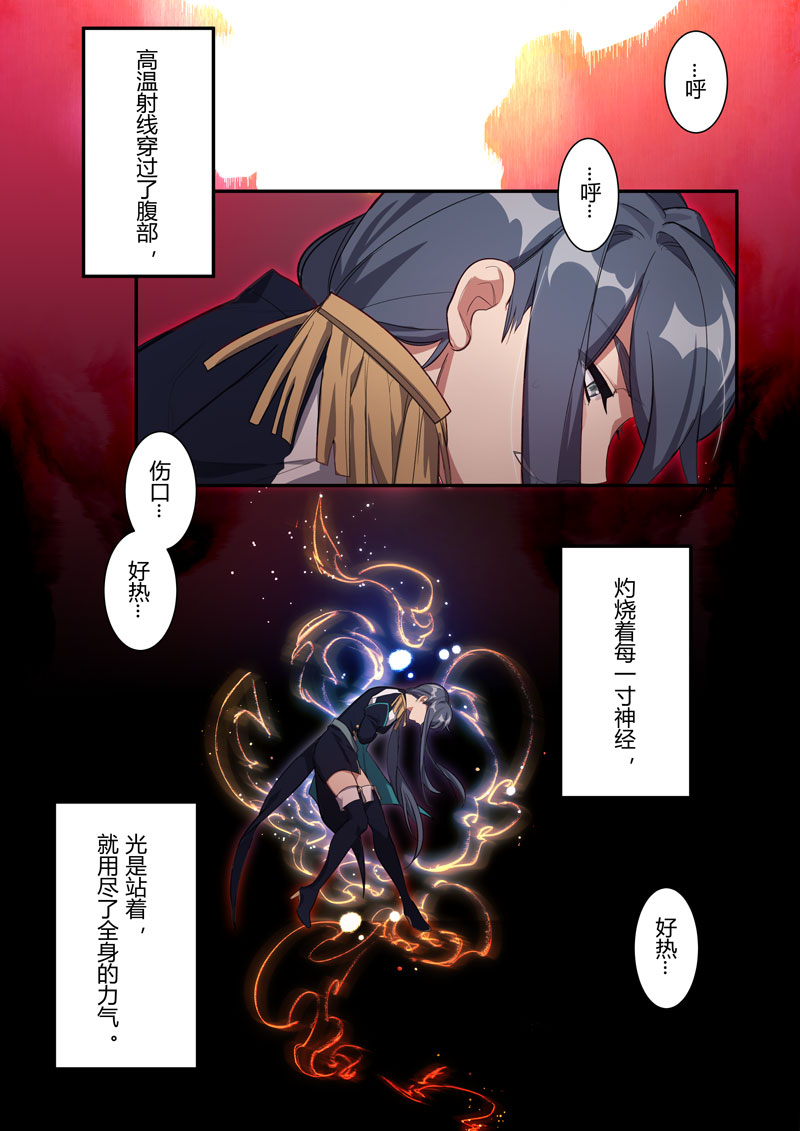 …呼
…呼…
高温射线穿过了腹部，
伤口…
好热…
灼烧着每一寸神经，
光是站着，
就用尽了全身的力气。
好热…